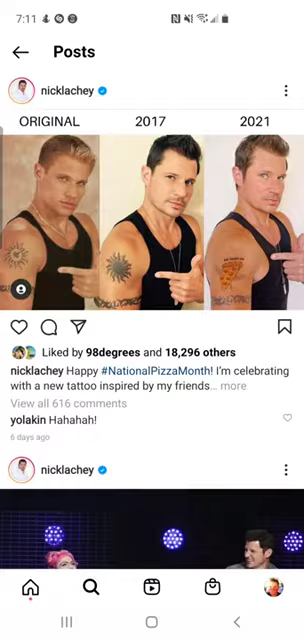 7:11
Posts
nicklachey
ORIGINAL 2017 2021
Liked by 98degrees and 18,296 others
nicklachey Happy #NationalPizzaMonth! I'm celebrating
with a new tattoo inspired by my friends... more
View all 616 comments
yolakin Hahahah!
6 days ago
nicklachey